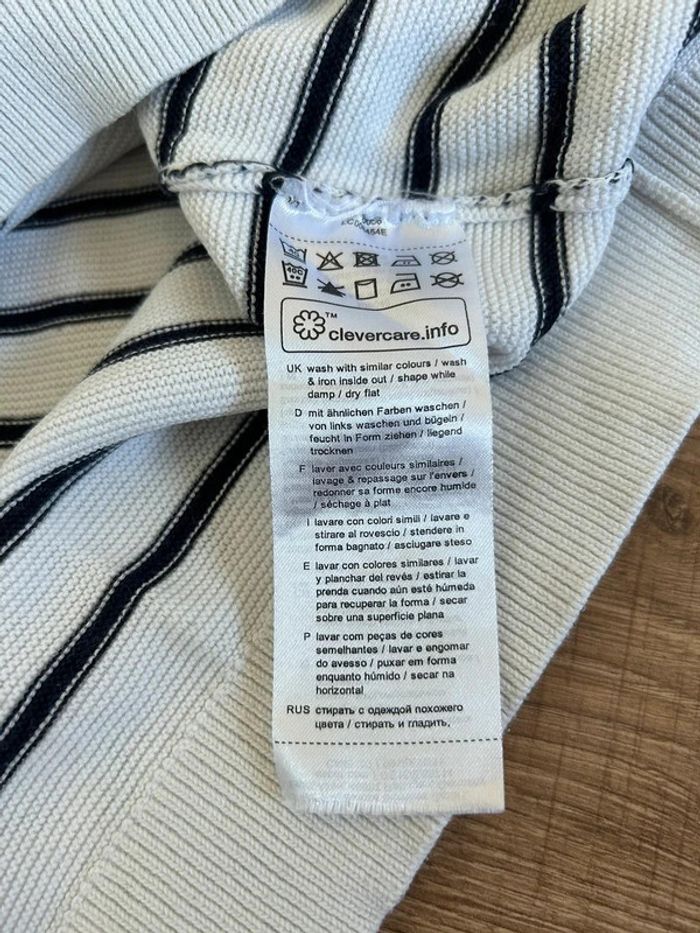 40C
TM
clevercare.info
UK wash with similar colours / wash
& iron inside out / shape while
damp / dry flat
D mit ähnlichen Farben waschen /
von links waschen und bügeln /
feucht in Form ziehen / liegend
trocknen
F laver avec couleurs similaires /
lavage & repassage sur l'envers /
redonner sa forme encore humide
/ séchage à plat
I lavare con colori simili / lavare e
stirare al rovescio / stendere in
forma bagnato / asciugare steso
E lavar con colores similares / lavar
y planchar del revés / estirar la
prenda cuando aún esté húmeda
para recuperar la forma / secar
sobre una superficie plana
P lavar com peças de cores
semelhantes / lavar e engomar
do avesso / puxar em forma
enquanto húmido / secar na
horizontal
RUS стирать с одеждой похожего
цвета / стирать и гладить,